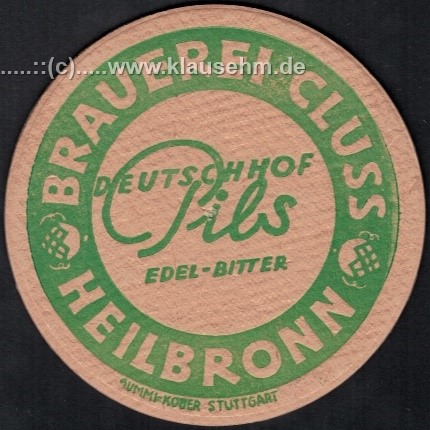 ......::(c).....www.klausehm.de
BRAUEREI CLUSS
DEUTSCHHOF
Pils
EDEL-BITTER
HEILBRONN
GUMMI-KOBER STUTTGART